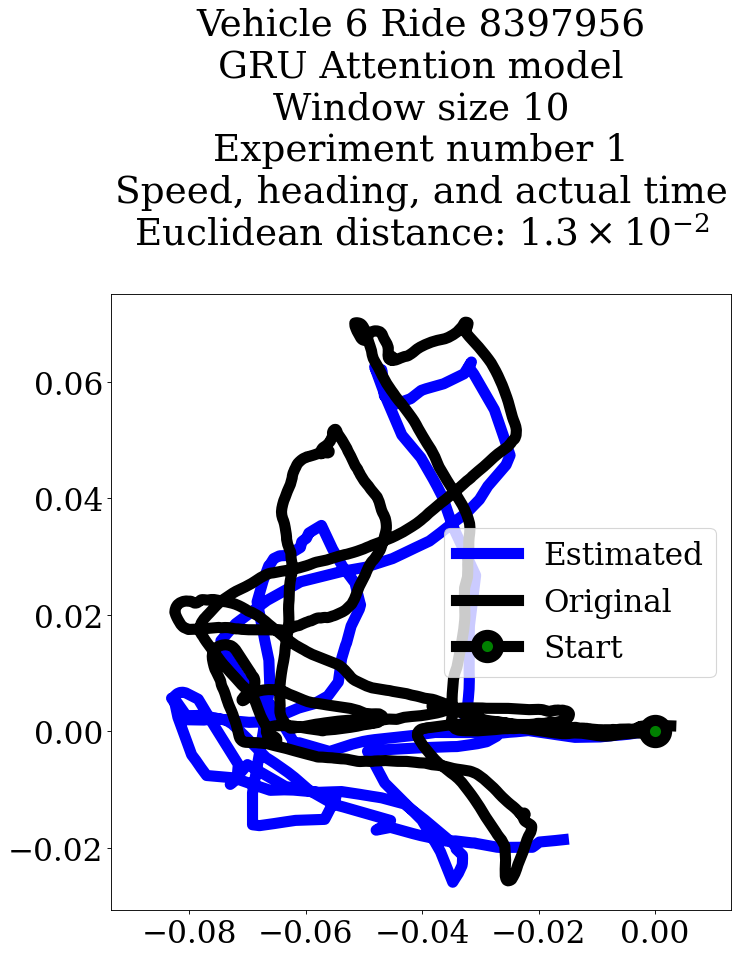 Vehicle 6 Ride 8397956
GRU Attention model
Window size 10
Experiment number 1
Speed, heading, and actual time
Euclidean distance: 1.3 × 10⁻²
0.06
0.04
Estimated
Original
0.02
Start
0.00
−0.02
−0.08 −0.06 −0.04 −0.02 0.00